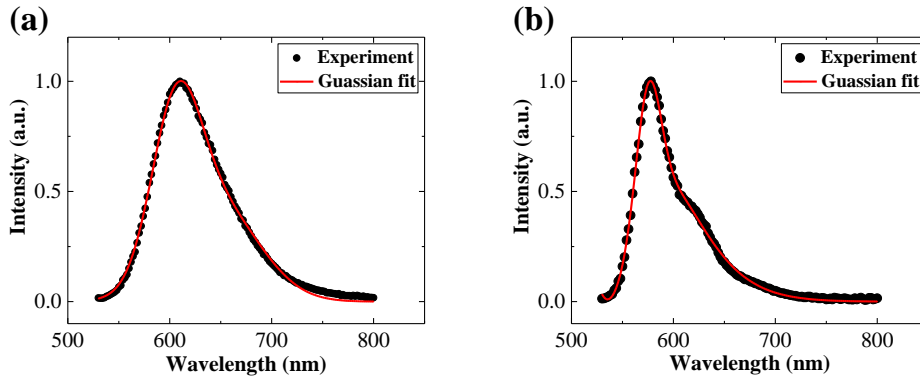 (a)
Intensity (a.u.)
1.0
0.5
0.0
500
600
700
800
Wavelength (nm)
Experiment
Guassian fit
(b)
Intensity (a.u.)
1.0
0.5
0.0
500
600
700
800
Wavelength (nm)
Experiment
Guassian fit